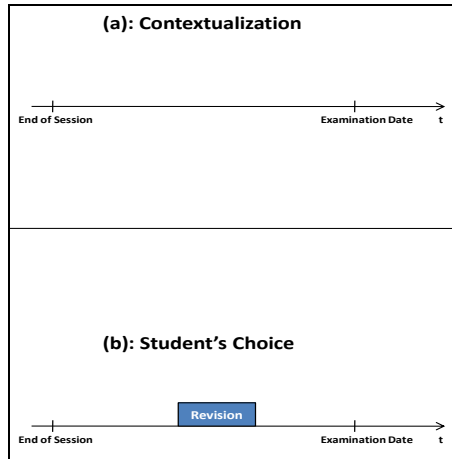 (a): Contextualization
End of Session Examination Date t
(b): Student's Choice
Revision
End of Session Examination Date t